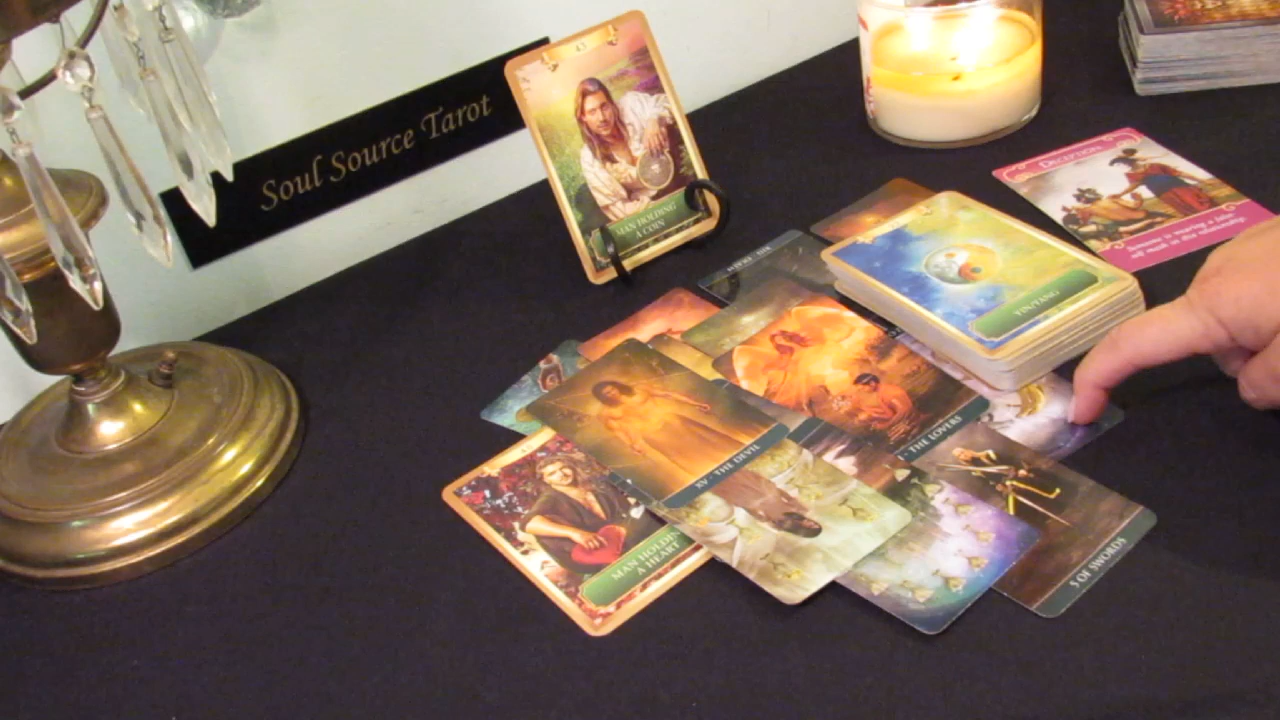 Soul Source Tarot
45
MAN HOLDING
A COIN
DECEPTION
Someone is wearing a false
self mask in this relationship.
YIN/YANG
THE LOVERS
XV · THE DEVIL
MAN HOLDING
A HEART
5 OF SWORDS